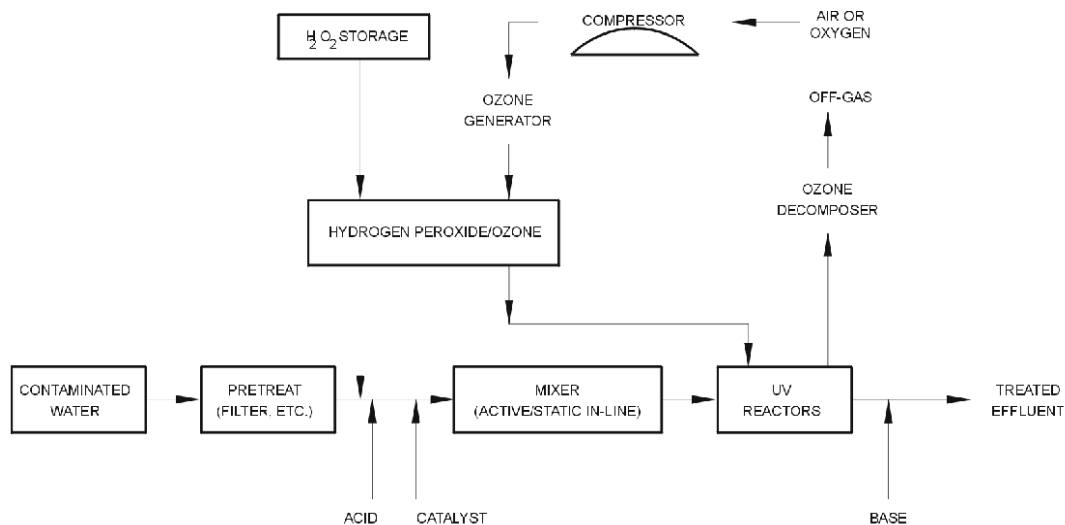 H2O2 STORAGE
COMPRESSOR
AIR OR
OXYGEN
OZONE
GENERATOR
OFF-GAS
OZONE
DECOMPOSER
HYDROGEN PEROXIDE/OZONE
CONTAMINATED
WATER
PRETREAT
(FILTER. ETC.)
MIXER
(ACTIVE/STATIC IN-LINE)
UV
REACTORS
TREATED
EFFLUENT
ACID
CATALYST
BASE